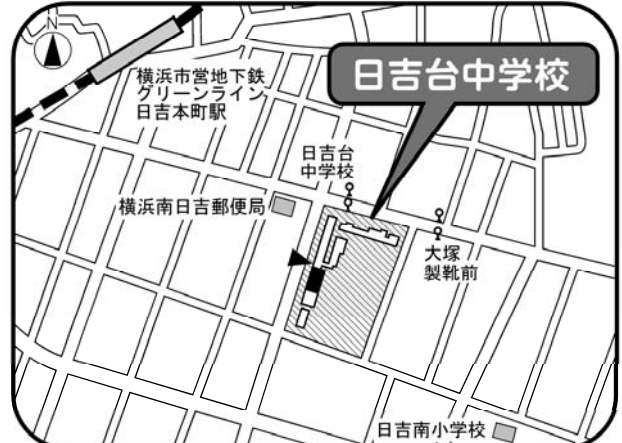 N
横浜市営地下鉄
グリーンライン
日吉本町駅
日吉台中学校
日吉台
中学校
横浜南日吉郵便局
大塚
製靴前
日吉南小学校